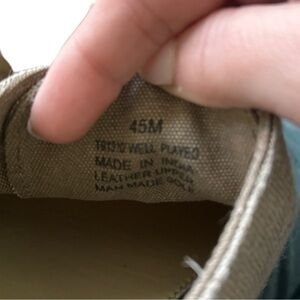 45M
WELL PLAYED
MADE IN INDIA
LEATHER UPPER
MAN MADE SOLE